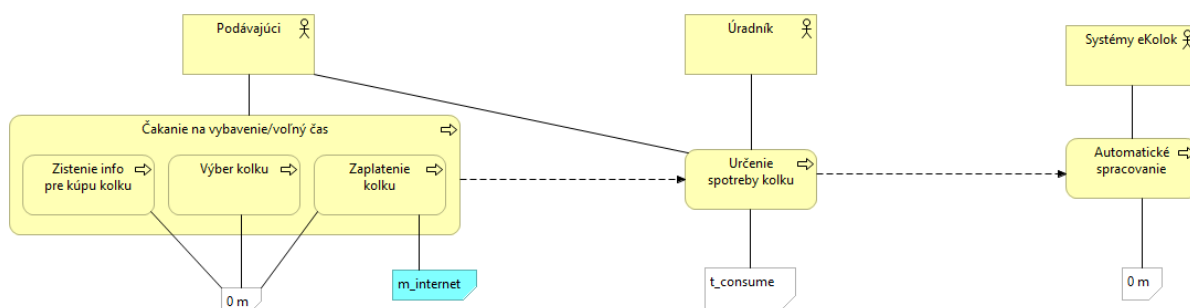 Podávajúci
Úradník
Systémy eKolok
Čakanie na vybavenie/voľný čas
Zistenie info
pre kúpu kolku
Výber kolku
Zaplatenie
kolku
Určenie
spotreby kolku
Automatické
spracovanie
0 m
m_internet
t_consume
0 m